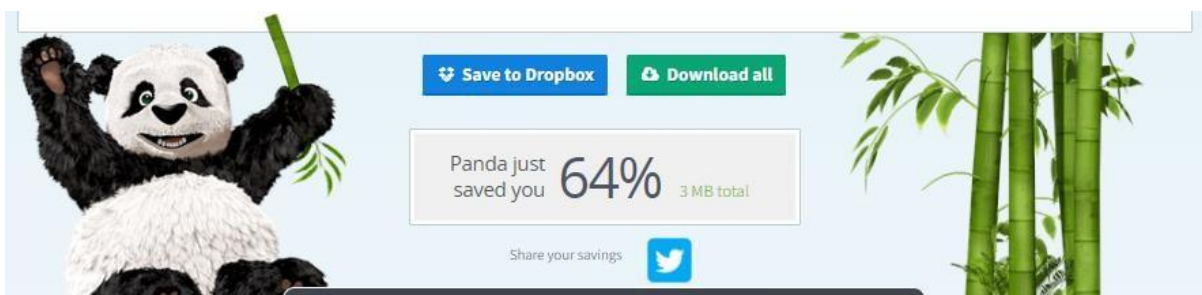 Save to Dropbox
Download all
Panda just
saved you
64%
3 MB total
Share your savings